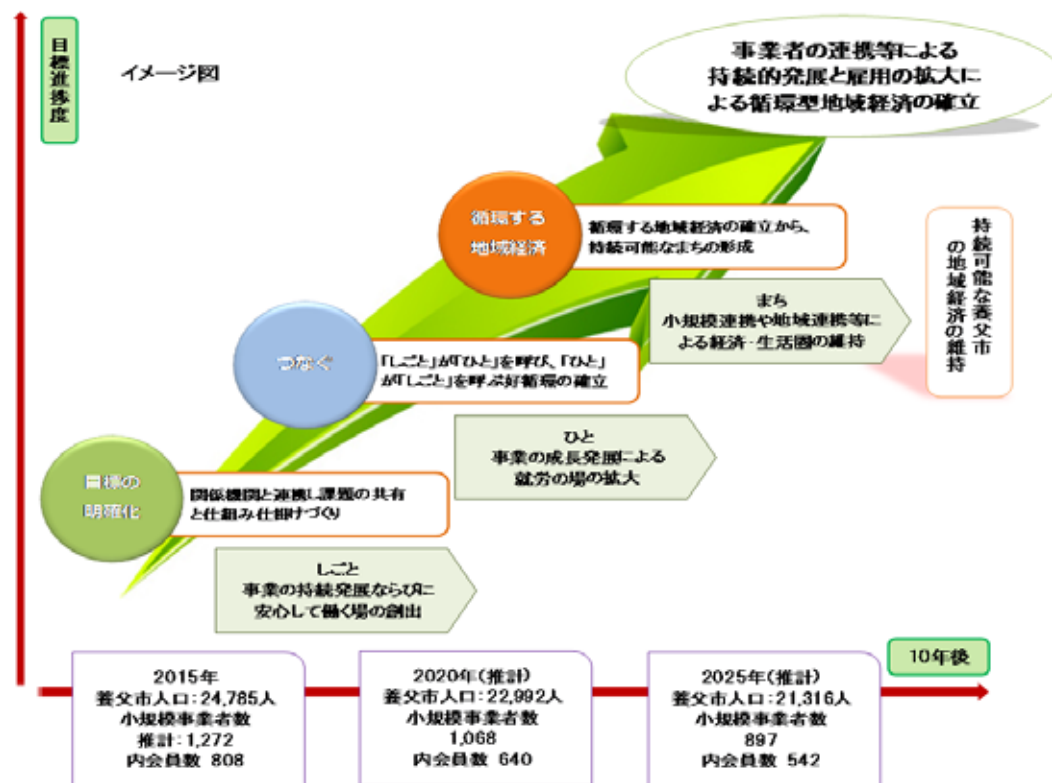 目標進捗度
イメージ図
事業者の連携等による
持続的発展と雇用の拡大に
よる循環型地域経済の確立
循環する
地域経済
循環する地域経済の確立から、
持続可能なまちの形成
持続可能な養父市
の地域経済の維持
まち
小規模連携や地域連携等に
よる経済・生活圏の維持
つなぐ
「しごと」が「ひと」を呼び、「ひと」
が「しごと」を呼ぶ好循環の確立
ひと
事業の成長発展による
就労の場の拡大
目標の
明確化
関係機関と連携し課題の共有
と仕組み仕掛けづくり
しごと
事業の持続発展ならびに
安心して働く場の創出
10年後
2015年
養父市人口：24,785人
小規模事業者数
推計：1,272
内会員数 808
2020年(推計)
養父市人口：22,992人
小規模事業者数
1,068
内会員数 640
2025年(推計)
養父市人口：21,316人
小規模事業者数
897
内会員数 542